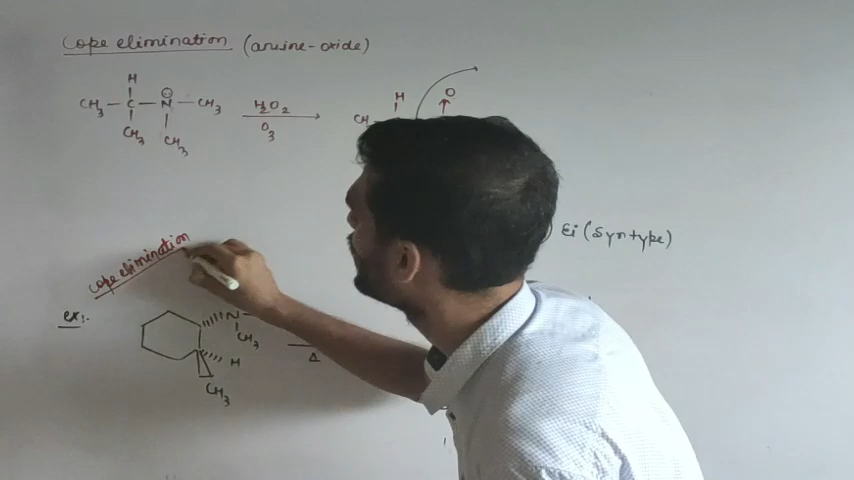 Cope elimination (amine-oxide)
H
CH3 — C — N — CH3
CH3 CH3
H2O2
O3
H O
CH
Ei (Syn type)
Cope elimination
ex:-
N
CH3
H
CH3
Δ